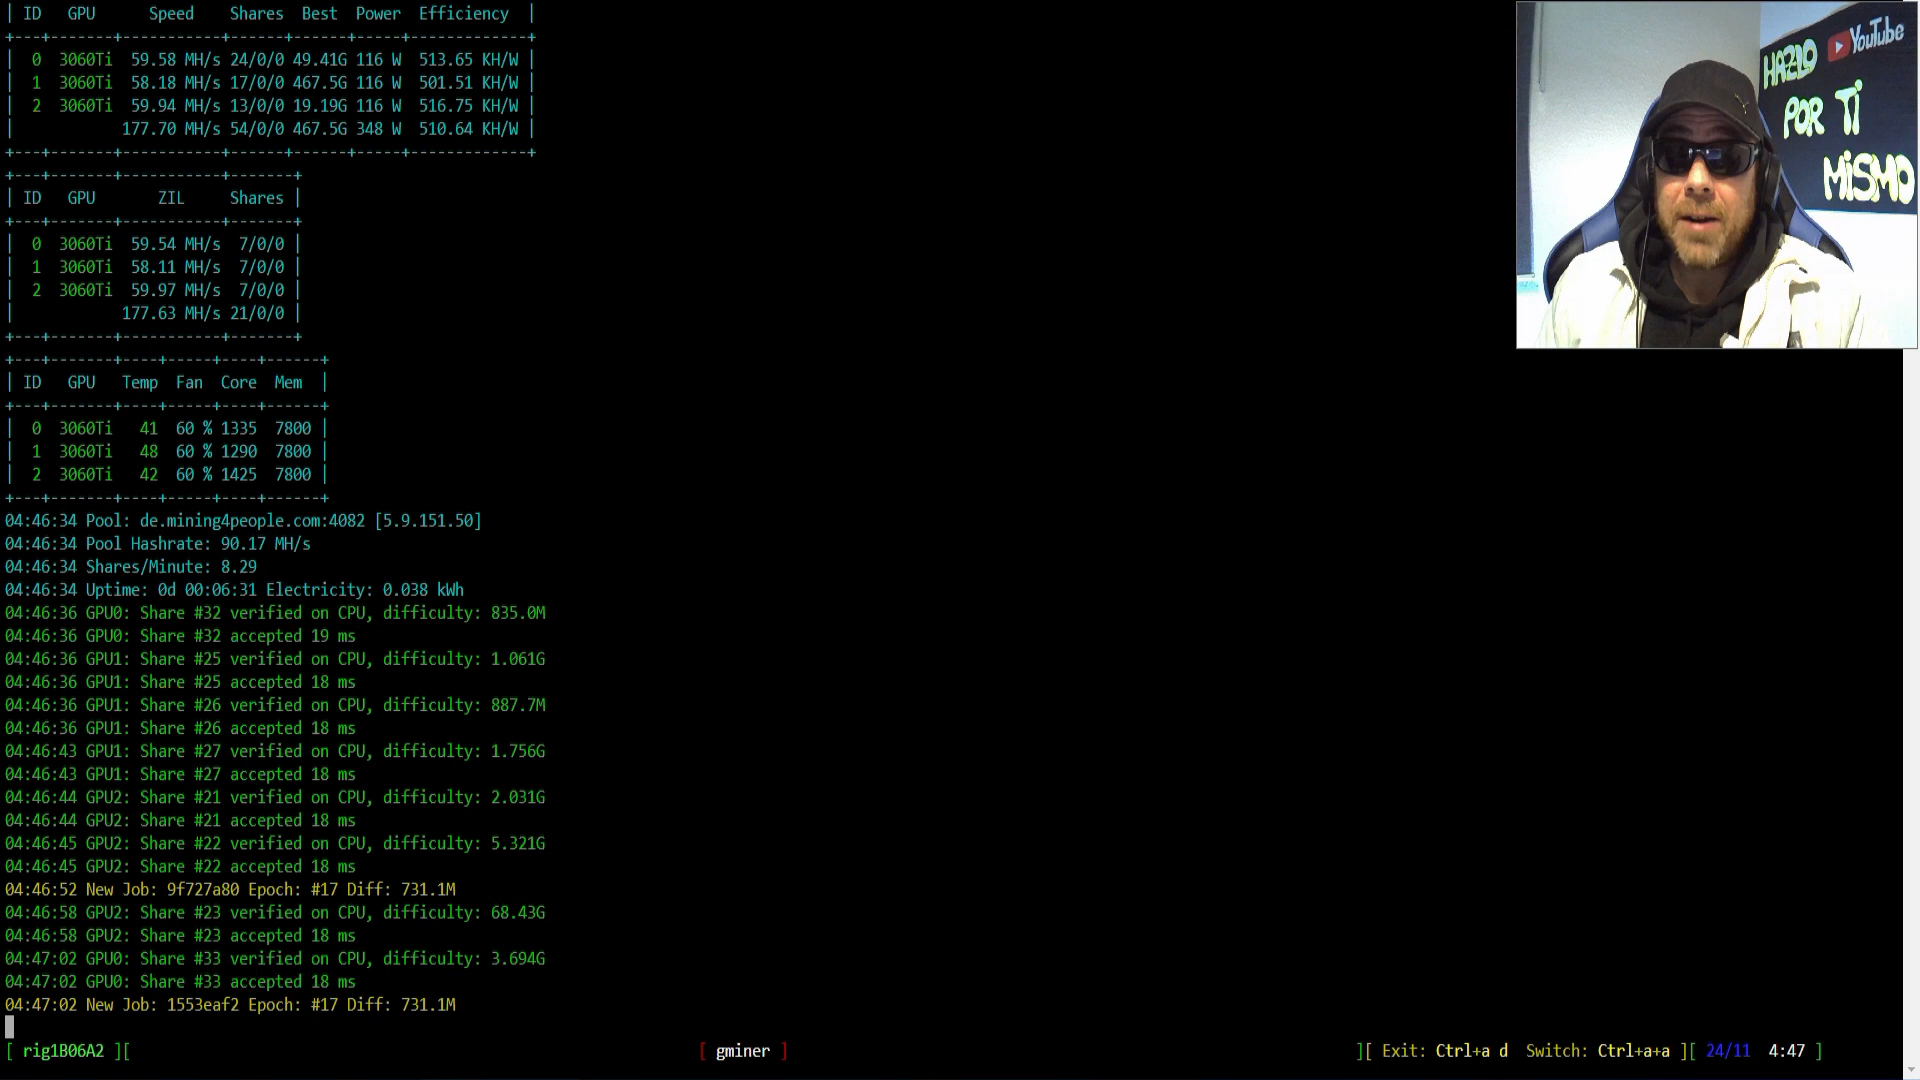 | ID GPU Speed Shares Best Power Efficiency |
+---+-------+-----------+------+------+-----+-------------+
| 0 3060Ti 59.58 MH/s 24/0/0 49.41G 116 W 513.65 KH/W |
| 1 3060Ti 58.18 MH/s 17/0/0 467.5G 116 W 501.51 KH/W |
| 2 3060Ti 59.94 MH/s 13/0/0 19.19G 116 W 516.75 KH/W |
| 177.70 MH/s 54/0/0 467.5G 348 W 510.64 KH/W |
+---+-------+-----------+------+------+-----+-------------+
+---+-------+-----------+-------+
| ID GPU ZIL Shares |
+---+-------+-----------+-------+
| 0 3060Ti 59.54 MH/s 7/0/0 |
| 1 3060Ti 58.11 MH/s 7/0/0 |
| 2 3060Ti 59.97 MH/s 7/0/0 |
| 177.63 MH/s 21/0/0 |
+---+-------+-----------+-------+
+---+-------+----+-----+----+------+
| ID GPU Temp Fan Core Mem |
+---+-------+----+-----+----+------+
| 0 3060Ti 41 60 % 1335 7800 |
| 1 3060Ti 48 60 % 1290 7800 |
| 2 3060Ti 42 60 % 1425 7800 |
+---+-------+----+-----+----+------+
04:46:34 Pool: de.mining4people.com:4082 [5.9.151.50]
04:46:34 Pool Hashrate: 90.17 MH/s
04:46:34 Shares/Minute: 8.29
04:46:34 Uptime: 0d 00:06:31 Electricity: 0.038 kWh
04:46:36 GPU0: Share #32 verified on CPU, difficulty: 835.0M
04:46:36 GPU0: Share #32 accepted 19 ms
04:46:36 GPU1: Share #25 verified on CPU, difficulty: 1.061G
04:46:36 GPU1: Share #25 accepted 18 ms
04:46:36 GPU1: Share #26 verified on CPU, difficulty: 887.7M
04:46:36 GPU1: Share #26 accepted 18 ms
04:46:43 GPU1: Share #27 verified on CPU, difficulty: 1.756G
04:46:43 GPU1: Share #27 accepted 18 ms
04:46:44 GPU2: Share #21 verified on CPU, difficulty: 2.031G
04:46:44 GPU2: Share #21 accepted 18 ms
04:46:45 GPU2: Share #22 verified on CPU, difficulty: 5.321G
04:46:45 GPU2: Share #22 accepted 18 ms
04:46:52 New Job: 9f727a80 Epoch: #17 Diff: 731.1M
04:46:58 GPU2: Share #23 verified on CPU, difficulty: 68.43G
04:46:58 GPU2: Share #23 accepted 18 ms
04:47:02 GPU0: Share #33 verified on CPU, difficulty: 3.694G
04:47:02 GPU0: Share #33 accepted 18 ms
04:47:02 New Job: 1553eaf2 Epoch: #17 Diff: 731.1M
[ rig1B06A2 ][ [ gminer ] ][ Exit: Ctrl+a d Switch: Ctrl+a+a ][ 24/11 4:47 ]
YouTube
HAZLO
POR Ti
MiSMO